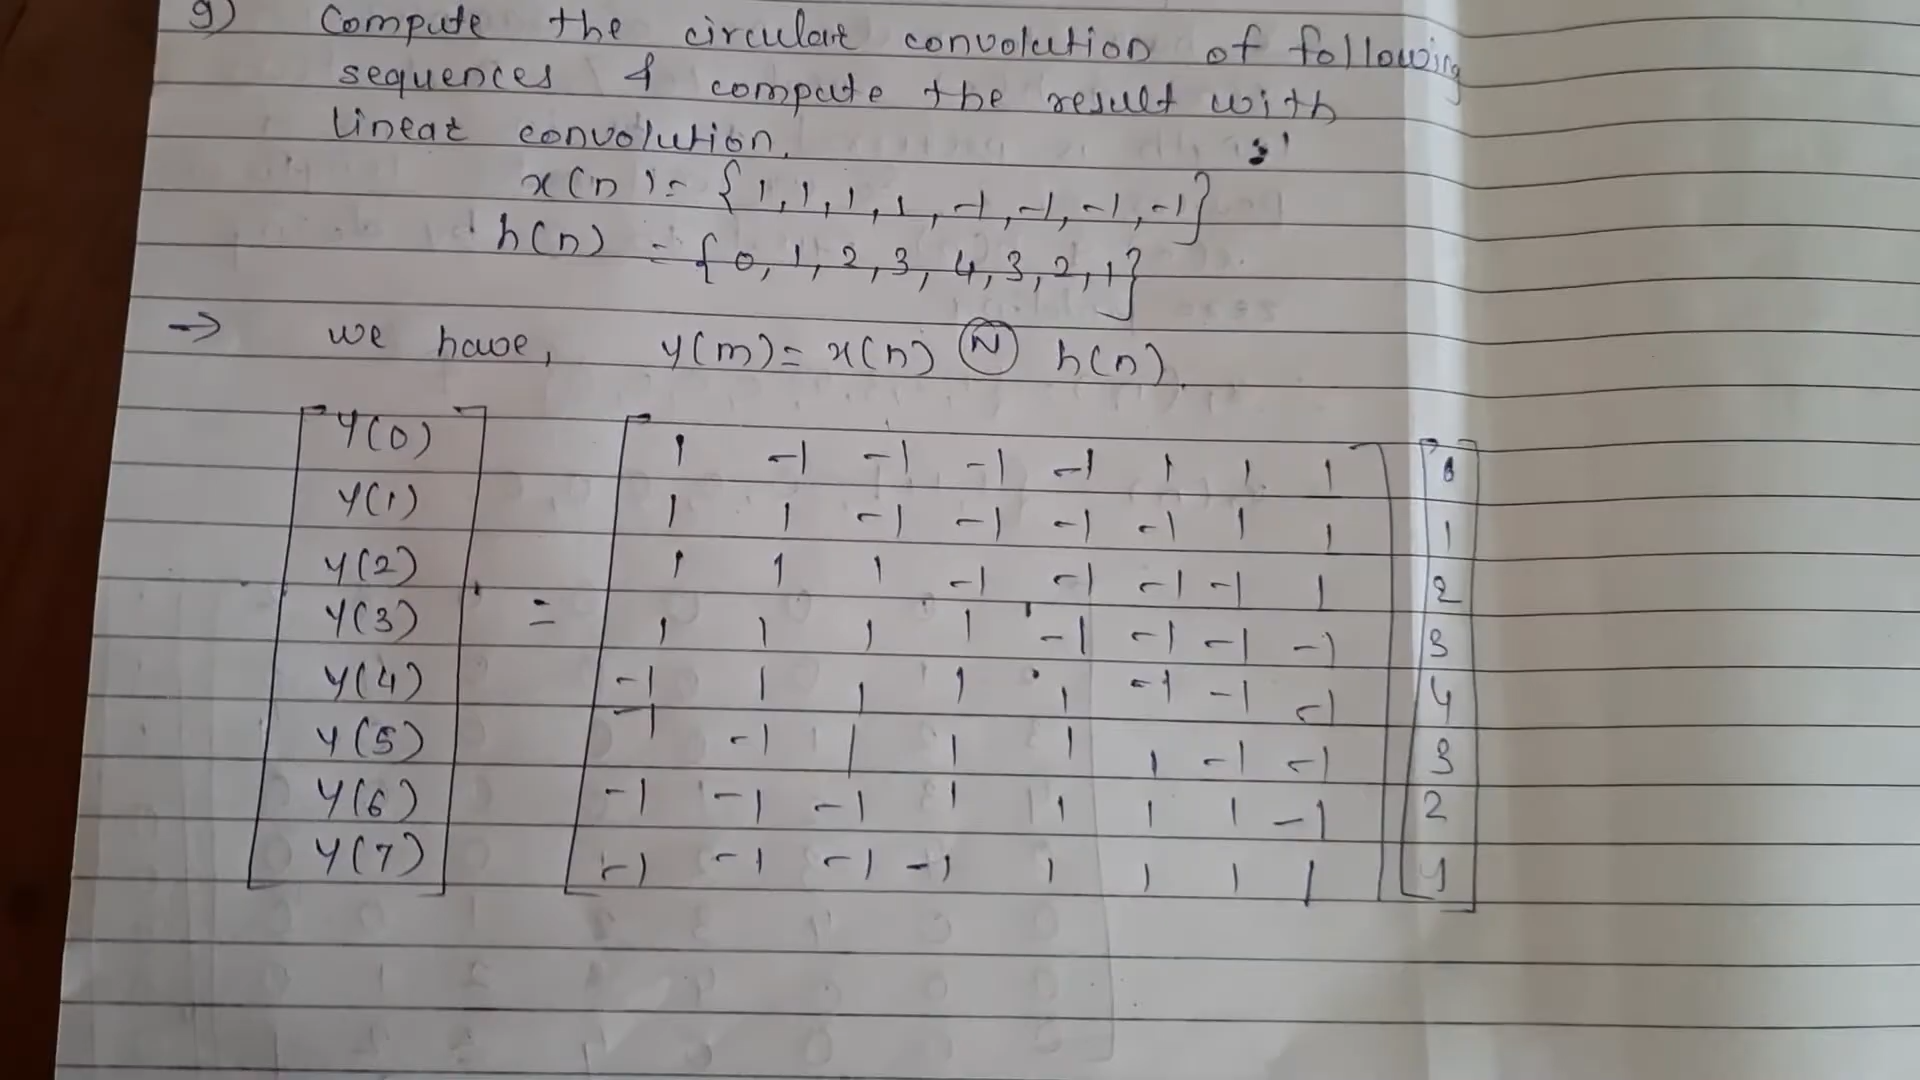 9) Compute the circular convolution of following
sequences & compute the result with
linear convolution.
x(n) = {1, 1, 1, 1, -1, -1, -1, -1}
h(n) = {0, 1, 2, 3, 4, 3, 2, 1}
→ we have, y(m) = x(n) Ⓝ h(n).
Y(0) 1 -1 -1 -1 -1 1 1 1 0
Y(1) 1 1 -1 -1 -1 -1 1 1 1
Y(2) 1 1 1 -1 -1 -1 -1 1 2
Y(3) = 1 1 1 1 -1 -1 -1 -1 3
Y(4) -1 1 1 1 1 -1 -1 -1 4
Y(5) -1 -1 1 1 1 1 -1 -1 3
Y(6) -1 -1 -1 1 1 1 1 -1 2
Y(7) -1 -1 -1 -1 1 1 1 1 1